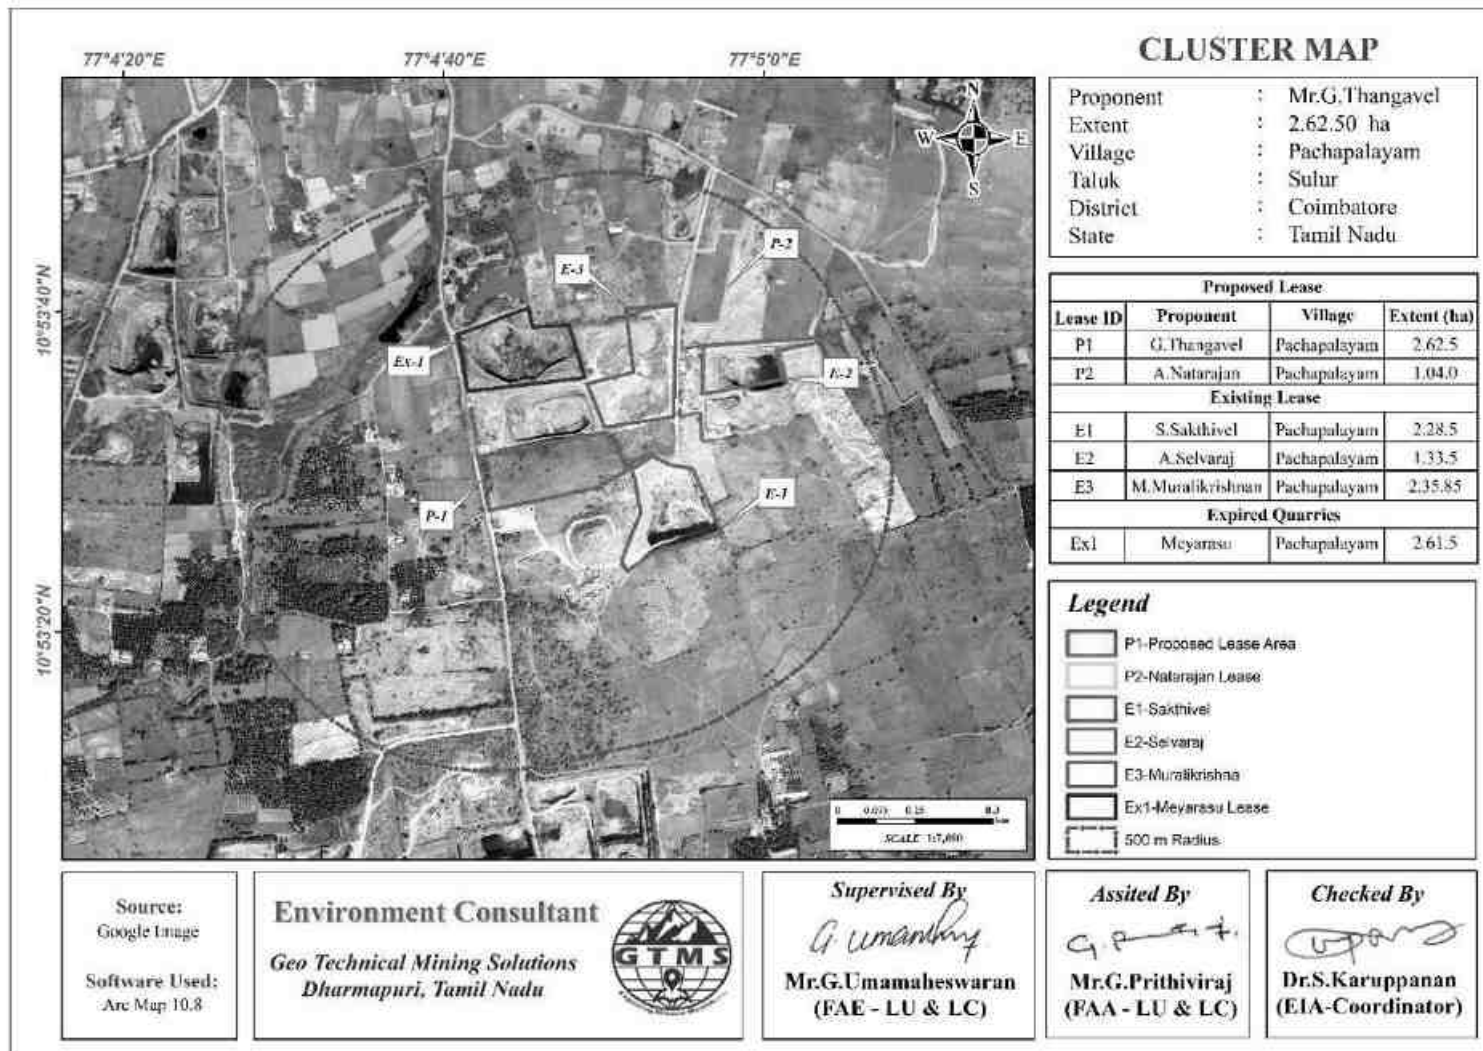 CLUSTER MAP
77°4'20"E 77°4'40"E 77°5'0"E
10°53'40"N
10°53'20"N
N
W E
S
P-2
E-3
Ex-1
E-2
P-1
E-1
SCALE 1:7,000
Proponent : Mr.G.Thangavel
Extent : 2.62.50 ha
Village : Pachapalayam
Taluk : Sulur
District : Coimbatore
State : Tamil Nadu
Proposed Lease
Lease ID Proponent Village Extent (ha)
P1 G.Thangavel Pachapalayam 2.62.5
P2 A.Natarajan Pachapalayam 1.04.0
Existing Lease
E1 S.Sakthivel Pachapalayam 2.28.5
E2 A.Selvaraj Pachapalayam 1.33.5
E3 M.Muralikrishnan Pachapalayam 2.35.85
Expired Quarries
Ex1 Meyarasu Pachapalayam 2.61.5
Legend
P1-Proposed Lease Area
P2-Natarajan Lease
E1-Sakthivel
E2-Selvaraj
E3-Muralikrishna
Ex1-Meyarasu Lease
500 m Radius
Source:
Google Image
Software Used:
Arc Map 10.8
Environment Consultant
Geo Technical Mining Solutions
Dharmapuri, Tamil Nadu
GTMS
Supervised By
Mr.G.Umamaheswaran
(FAE - LU & LC)
Assited By
Mr.G.Prithiviraj
(FAA - LU & LC)
Checked By
Dr.S.Karuppanan
(EIA-Coordinator)